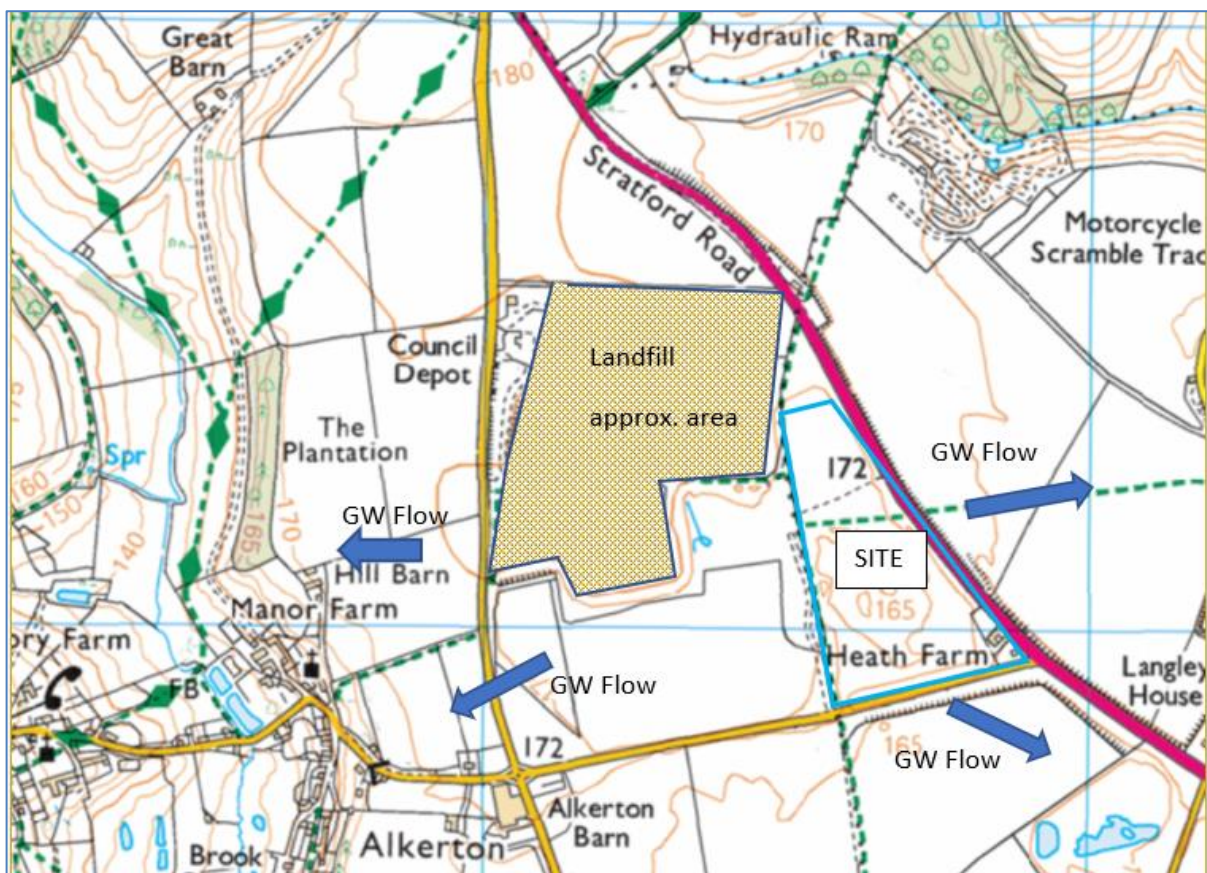 Great
Barn
180
Hydraulic Ram
170
Stratford
Road
Motorcycle
Scramble Trac
Council
Depot
Landfill
approx. area
The
Plantation
Spr
160
150
140
165
170
GW Flow
172
GW Flow
Hill Barn
SITE
165
Manor Farm
ory Farm
FB
Heath Farm
Langley
House
GW Flow
172
165
GW Flow
Alkerton
Barn
Alkerton
Brook